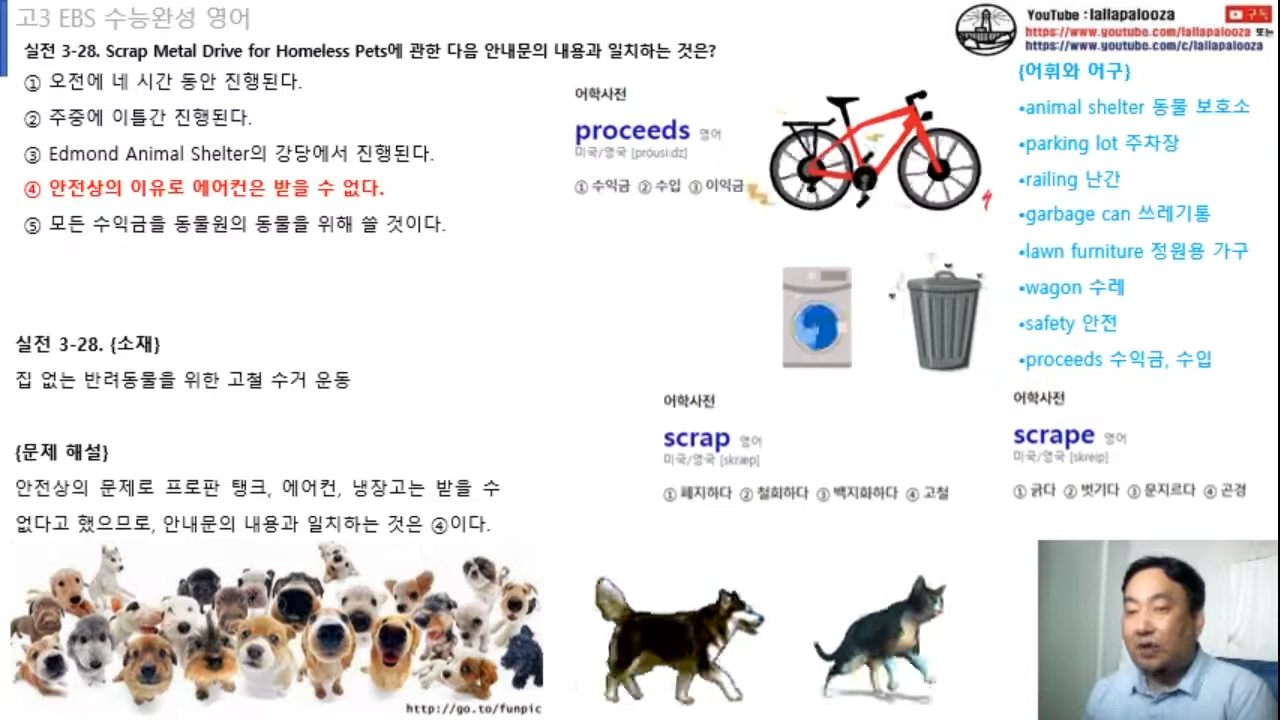 고3 EBS 수능완성 영어
실전 3-28. Scrap Metal Drive for Homeless Pets에 관한 다음 안내문의 내용과 일치하는 것은?
① 오전에 네 시간 동안 진행된다.
② 주중에 이틀간 진행된다.
③ Edmond Animal Shelter의 강당에서 진행된다.
④ 안전상의 이유로 에어컨은 받을 수 없다.
⑤ 모든 수익금을 동물원의 동물을 위해 쓸 것이다.
실전 3-28. {소재}
집 없는 반려동물을 위한 고철 수거 운동
{문제 해설}
안전상의 문제로 프로판 탱크, 에어컨, 냉장고는 받을 수
없다고 했으므로, 안내문의 내용과 일치하는 것은 ④이다.
http://go.to/funpic
어학사전
proceeds 영어
미국/영국 [próusi:dz]
① 수익금 ② 수입 ③ 이익금
어학사전
scrap 영어
미국/영국 [skræp]
① 폐지하다 ② 철회하다 ③ 백지화하다 ④ 고철
YouTube : lallapalooza
구독
https://www.youtube.com/lallapalooza 또는
https://www.youtube.com/c/lallapalooza
{어휘와 어구}
•animal shelter 동물 보호소
•parking lot 주차장
•railing 난간
•garbage can 쓰레기통
•lawn furniture 정원용 가구
•wagon 수레
•safety 안전
•proceeds 수익금, 수입
어학사전
scrape 영어
미국/영국 [skreip]
① 긁다 ② 벗기다 ③ 문지르다 ④ 곤경